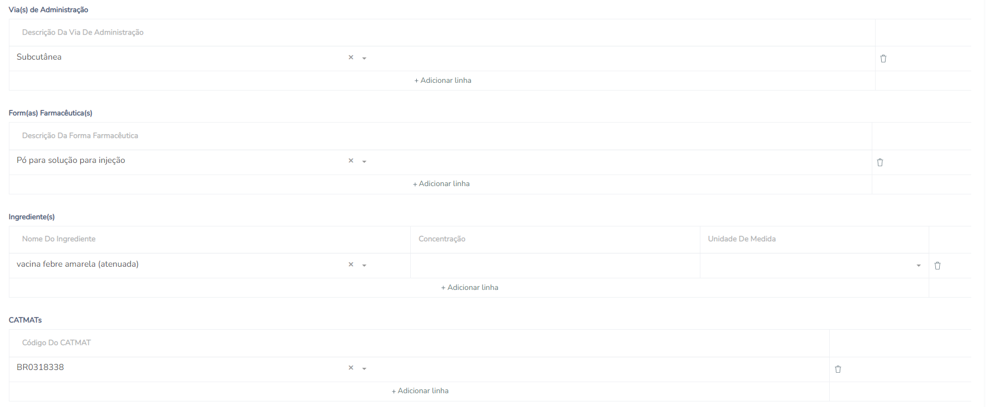 Via(s) de Administração
Descrição Da Via De Administração
Subcutânea
+ Adicionar linha
Form(as) Farmacêutica(s)
Descrição Da Forma Farmacêutica
Pó para solução para injeção
+ Adicionar linha
Ingrediente(s)
Nome Do Ingrediente Concentração Unidade De Medida
vacina febre amarela (atenuada)
+ Adicionar linha
CATMATs
Código Do CATMAT
BR0318338
+ Adicionar linha